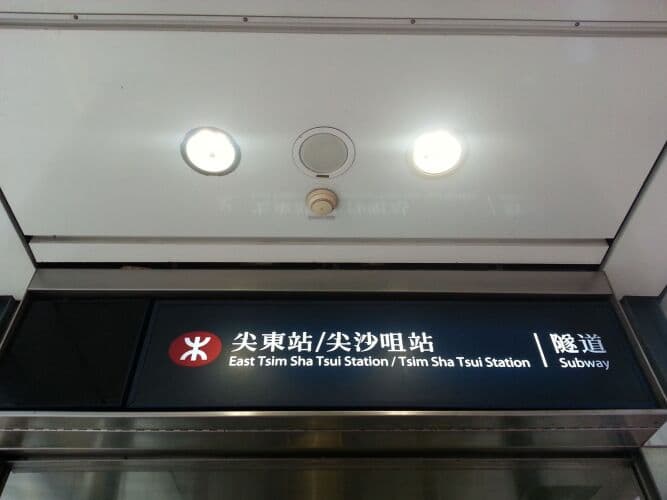 尖東站/尖沙咀站
East Tsim Sha Tsui Station / Tsim Sha Tsui Station
隧道
Subway